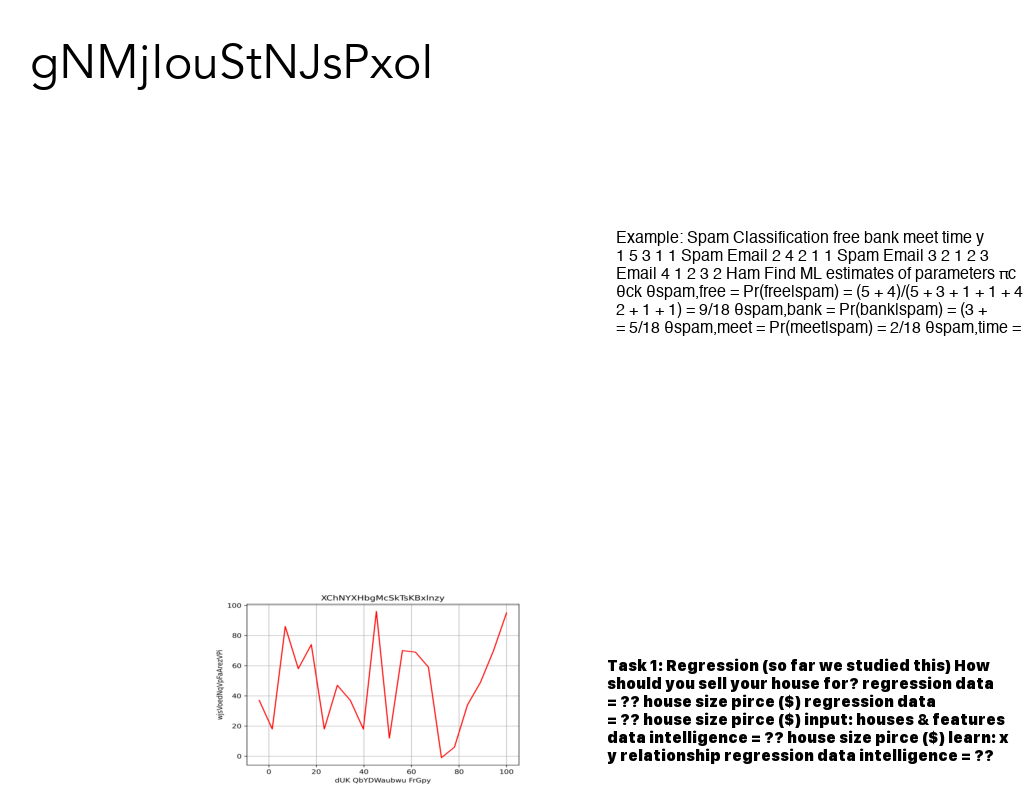 gNMjIouStNJsPxol
Example: Spam Classification free bank meet time y
1 5 3 1 1 Spam Email 2 4 2 1 1 Spam Email 3 2 1 2 3
Email 4 1 2 3 2 Ham Find ML estimates of parameters πc
θck θspam,free = Pr(free|spam) = (5 + 4)/(5 + 3 + 1 + 1 + 4
2 + 1 + 1) = 9/18 θspam,bank = Pr(bank|spam) = (3 +
= 5/18 θspam,meet = Pr(meet|spam) = 2/18 θspam,time =
XChNYXHbgMcSkTsKBxInzy
100
80
60
40
20
0
wjsVoedNqVpFaArezVPi
0 20 40 60 80 100
dUK QbYDWaubwu FrGpy
Task 1: Regression (so far we studied this) How
should you sell your house for? regression data
= ?? house size pirce ($) regression data
= ?? house size pirce ($) input: houses & features
data intelligence = ?? house size pirce ($) learn: x
y relationship regression data intelligence = ??